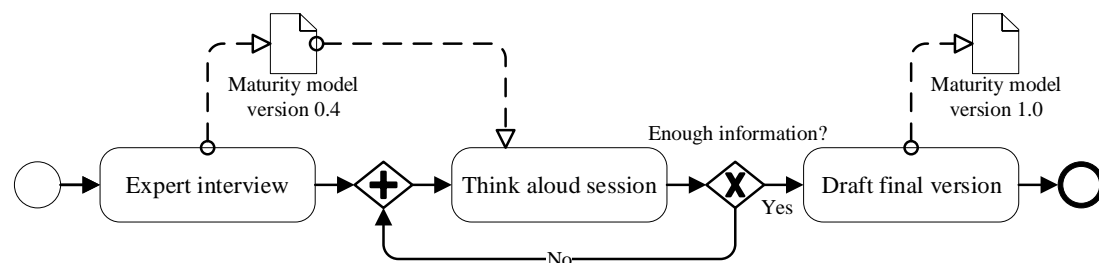 Maturity model
version 0.4
Maturity model
version 1.0
Enough information?
Expert interview
Think aloud session
Draft final version
Yes
No